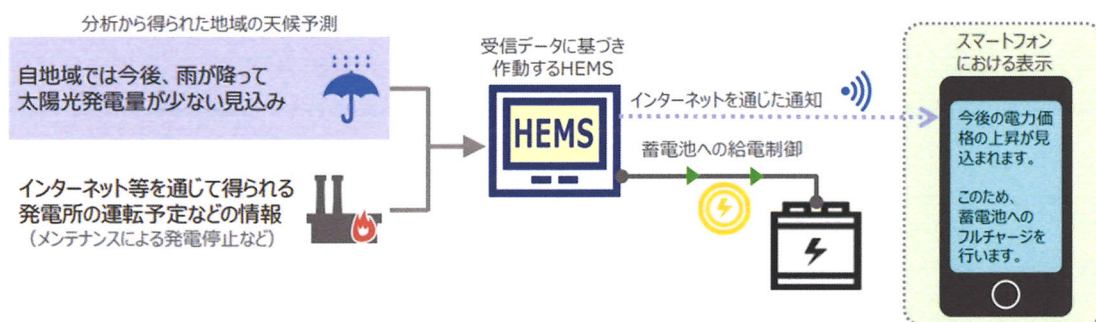 分析から得られた地域の天候予測
自地域では今後、雨が降って
太陽光発電量が少ない見込み
インターネット等を通じて得られる
発電所の運転予定などの情報
（メンテナンスによる発電停止など）
受信データに基づき
作動するHEMS
HEMS
インターネットを通じた通知
蓄電池への給電制御
スマートフォン
における表示
今後の電力価
格の上昇が見
込まれます。
このため、
蓄電池への
フルチャージを
行います。